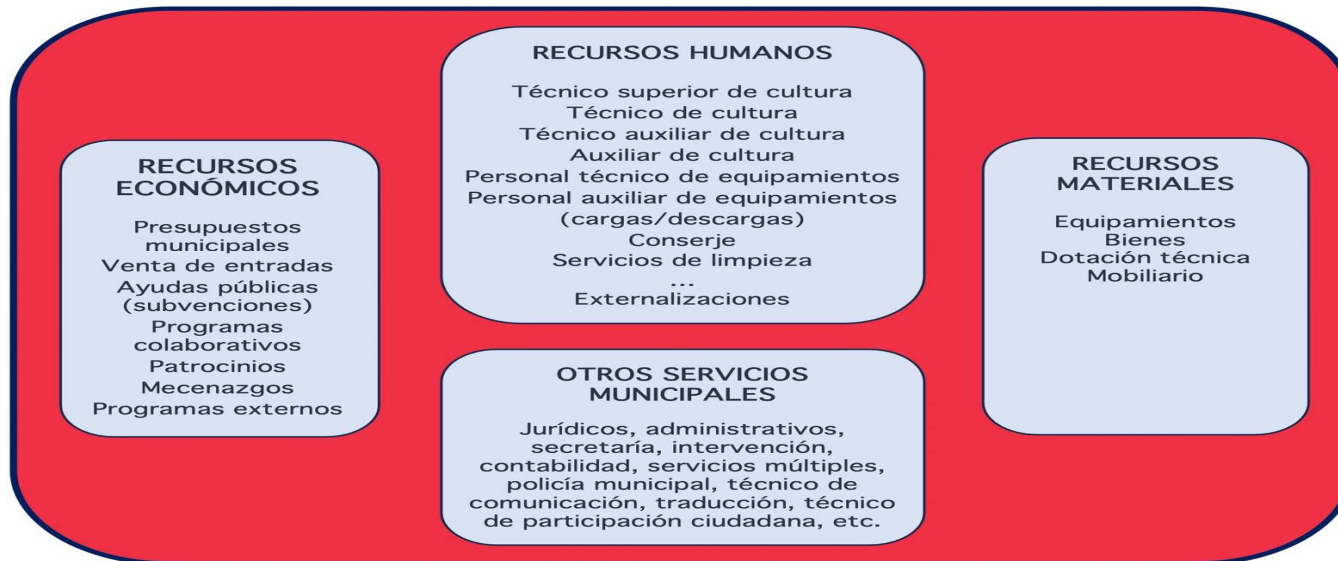 RECURSOS HUMANOS
Técnico superior de cultura
Técnico de cultura
Técnico auxiliar de cultura
Auxiliar de cultura
Personal técnico de equipamientos
Personal auxiliar de equipamientos
(cargas/descargas)
Conserje
Servicios de limpieza
...
Externalizaciones
RECURSOS
ECONÓMICOS
Presupuestos
municipales
Venta de entradas
Ayudas públicas
(subvenciones)
Programas
colaborativos
Patrocinios
Mecenazgos
Programas externos
RECURSOS
MATERIALES
Equipamientos
Bienes
Dotación técnica
Mobiliario
OTROS SERVICIOS
MUNICIPALES
Jurídicos, administrativos,
secretaría, intervención,
contabilidad, servicios múltiples,
policía municipal, técnico de
comunicación, traducción, técnico
de participación ciudadana, etc.